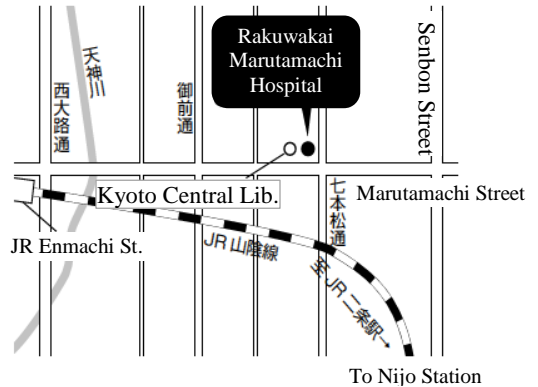 Rakuwakai
Marutamachi
Hospital
Senbon Street
天神川
西大路通
御前通
Kyoto Central Lib.
七本松通
Marutamachi Street
JR Enmachi St.
JR山陰線
至JR二条駅→
To Nijo Station